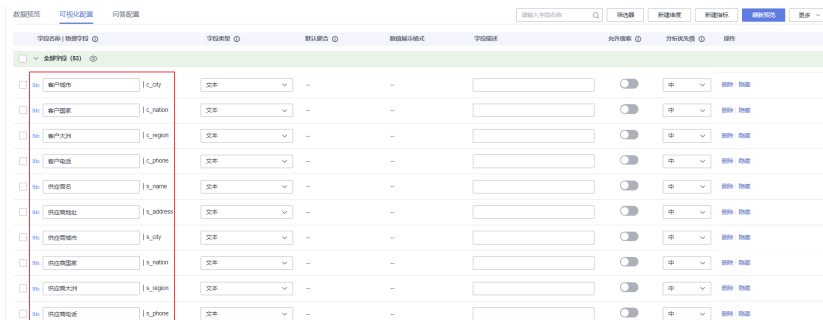 数据预览 可视化配置 问答配置 请输入字段名称 筛选器 新建维度 新建指标 刷新预览 更多
字段名称 | 物理字段 字段类型 默认聚合 数值展示格式 字段描述 允许搜索 分析优先级 操作
全部字段 (53)
Str. 客户城市 | c_city 文本 -- -- 中 删除 隐藏
Str. 客户国家 | c_nation 文本 -- -- 中 删除 隐藏
Str. 客户大洲 | c_region 文本 -- -- 中 删除 隐藏
Str. 客户电话 | c_phone 文本 -- -- 中 删除 隐藏
Str. 供应商名 | s_name 文本 -- -- 中 删除 隐藏
Str. 供应商地址 | s_address 文本 -- -- 中 删除 隐藏
Str. 供应商城市 | s_city 文本 -- -- 中 删除 隐藏
Str. 供应商国家 | s_nation 文本 -- -- 中 删除 隐藏
Str. 供应商大洲 | s_region 文本 -- -- 中 删除 隐藏
Str. 供应商电话 | s_phone 文本 -- -- 中 删除 隐藏